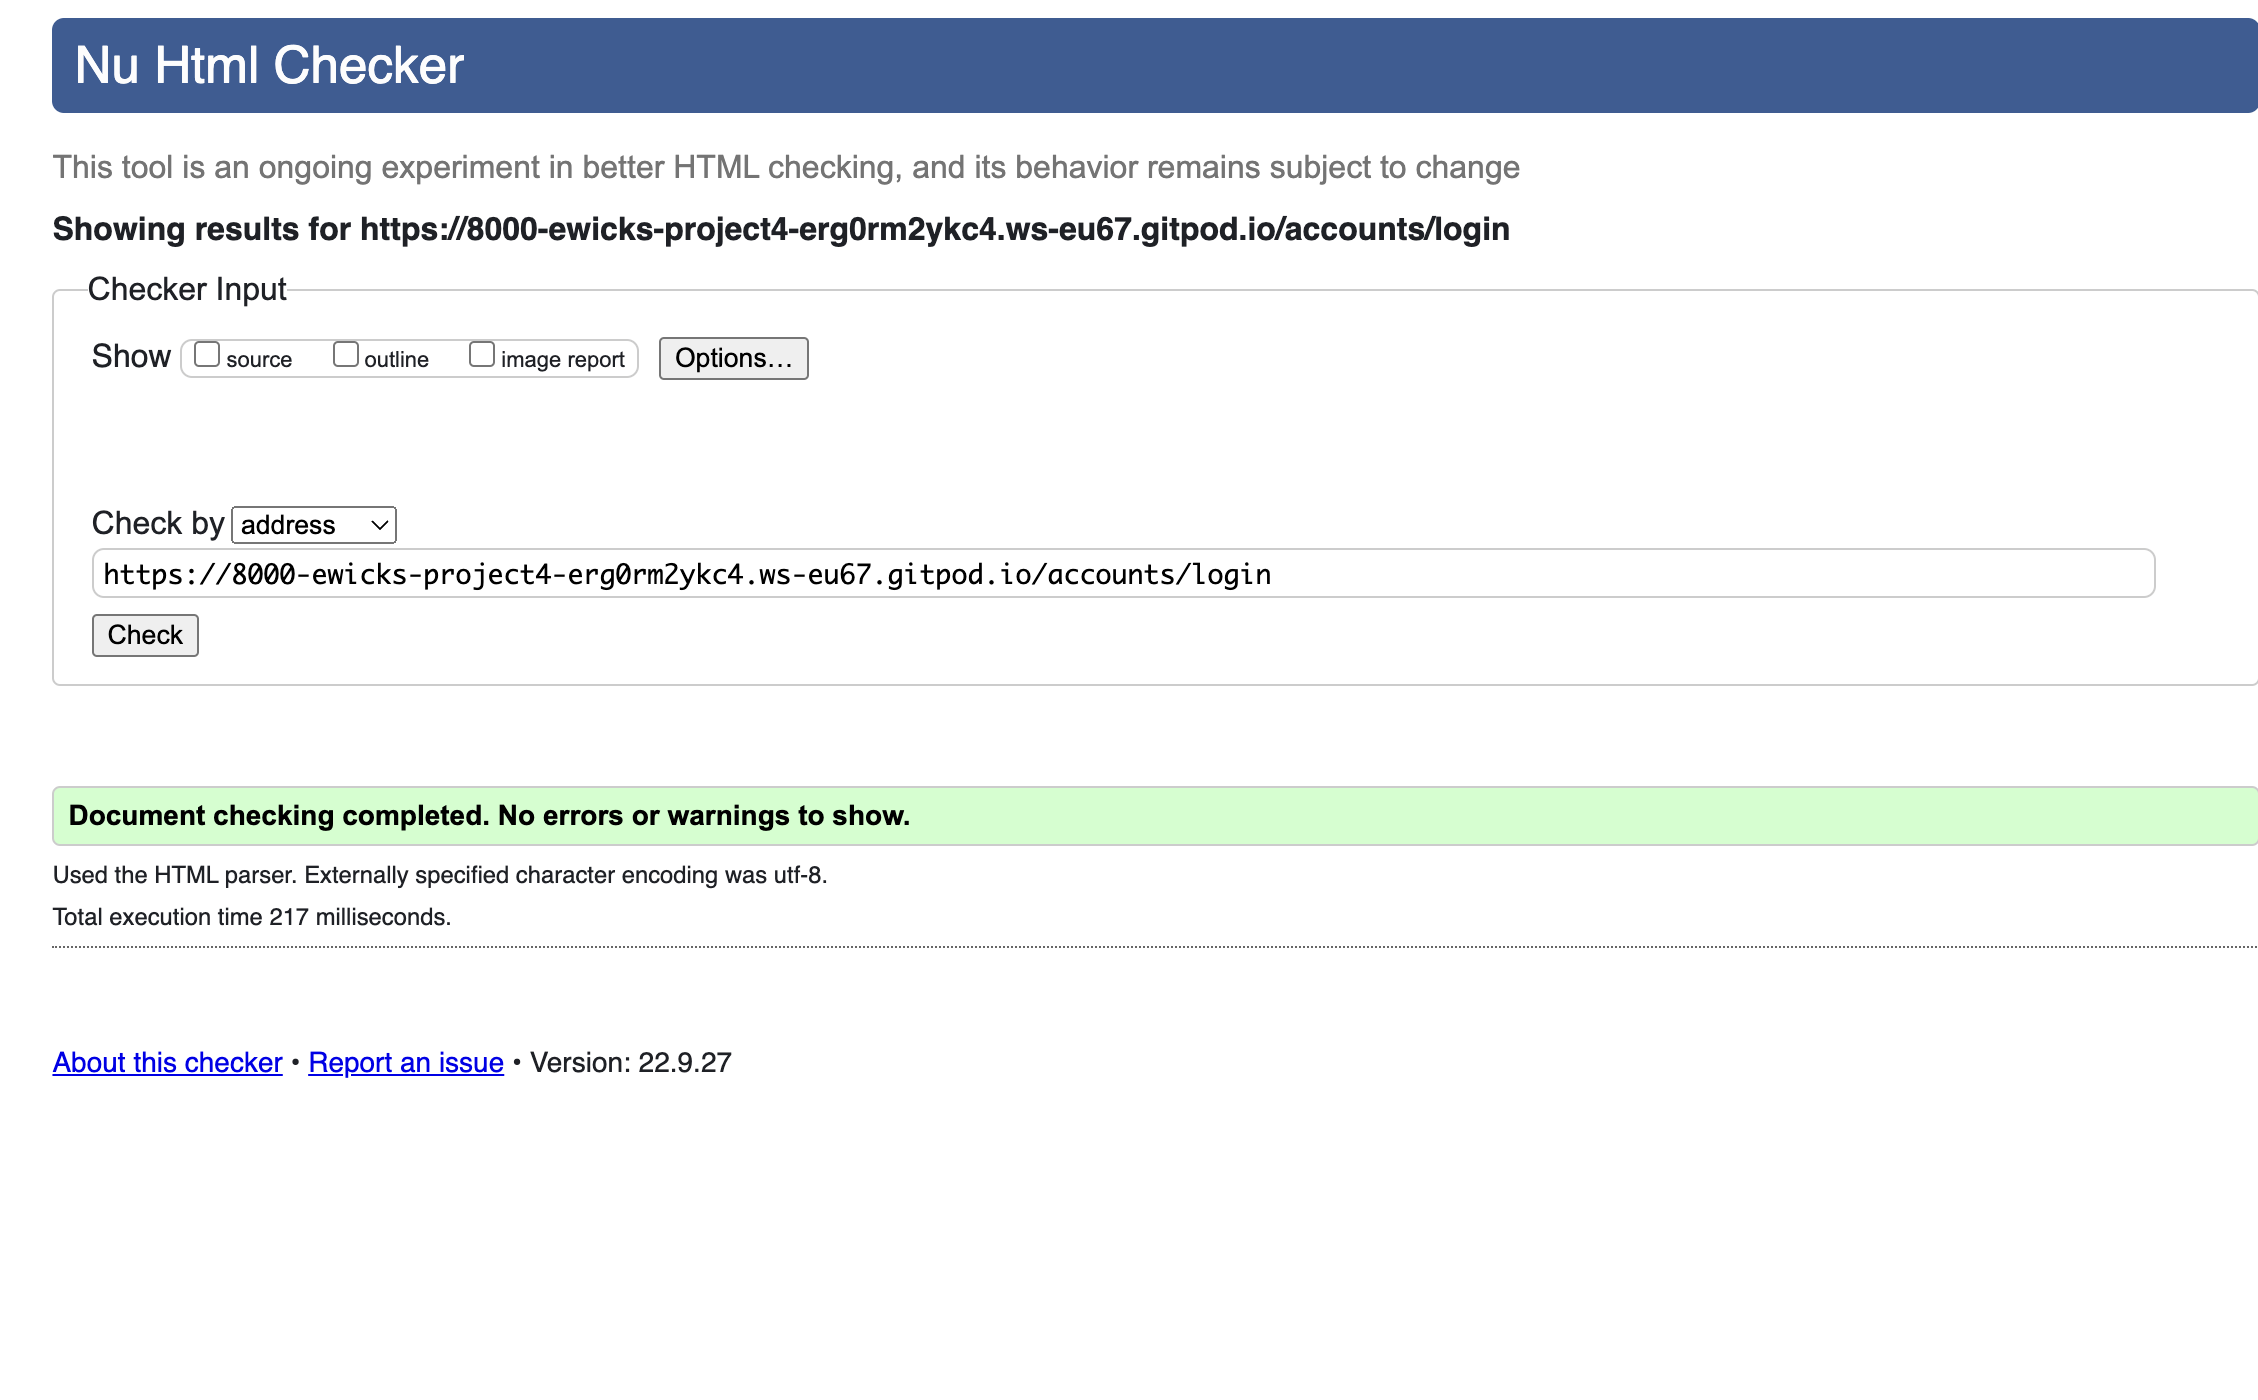 Nu Html Checker
This tool is an ongoing experiment in better HTML checking, and its behavior remains subject to change
Showing results for https://8000-ewicks-project4-erg0rm2ykc4.ws-eu67.gitpod.io/accounts/login
Checker Input
Show source outline image report Options...
Check by address
https://8000-ewicks-project4-erg0rm2ykc4.ws-eu67.gitpod.io/accounts/login
Check
Document checking completed. No errors or warnings to show.
Used the HTML parser. Externally specified character encoding was utf-8.
Total execution time 217 milliseconds.
About this checker • Report an issue • Version: 22.9.27